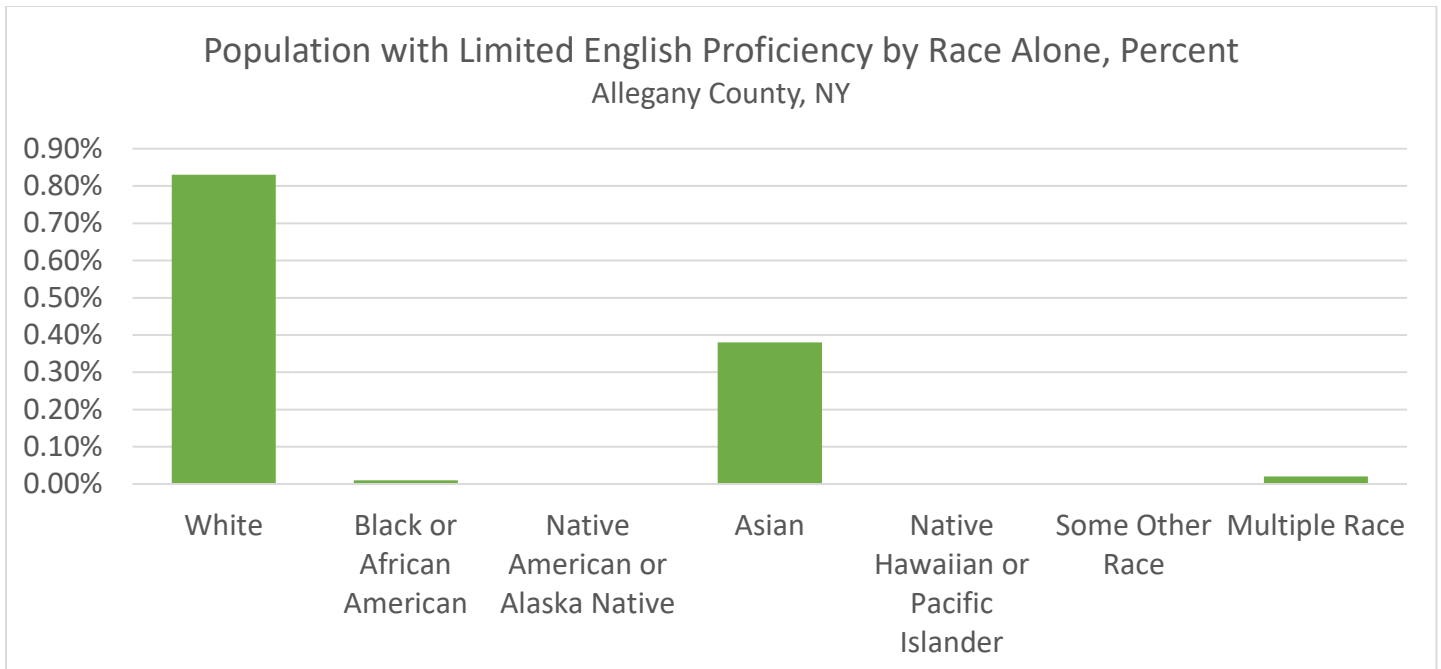 Population with Limited English Proficiency by Race Alone, Percent
Allegany County, NY
0.90%
0.80%
0.70%
0.60%
0.50%
0.40%
0.30%
0.20%
0.10%
0.00%
White
Black or
African
American
Native
American or
Alaska Native
Asian
Native
Hawaiian or
Pacific
Islander
Some Other
Race
Multiple Race